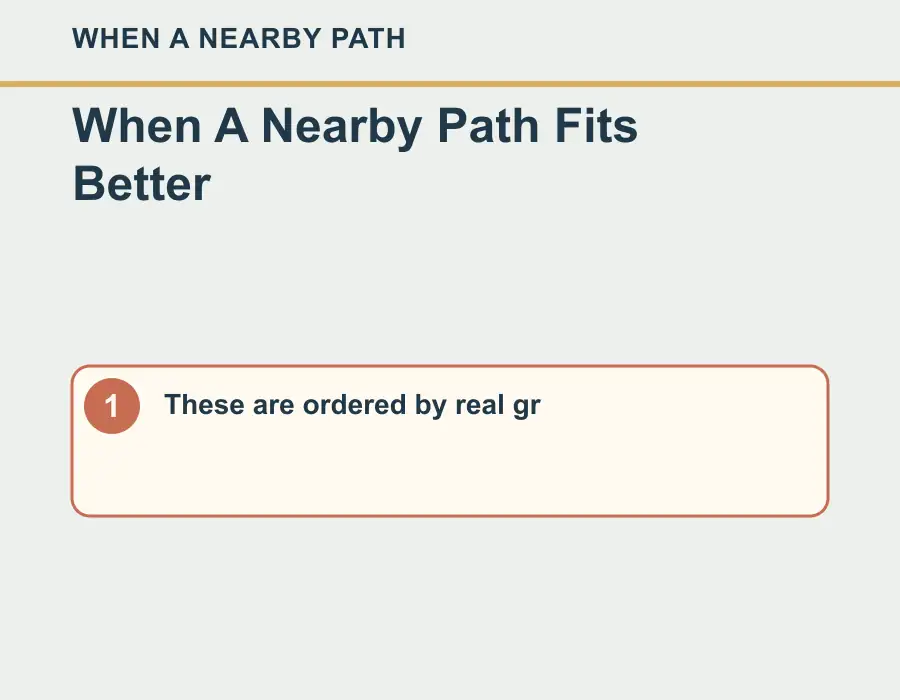 WHEN A NEARBY PATH
When A Nearby Path Fits
Better
1
These are ordered by real gr